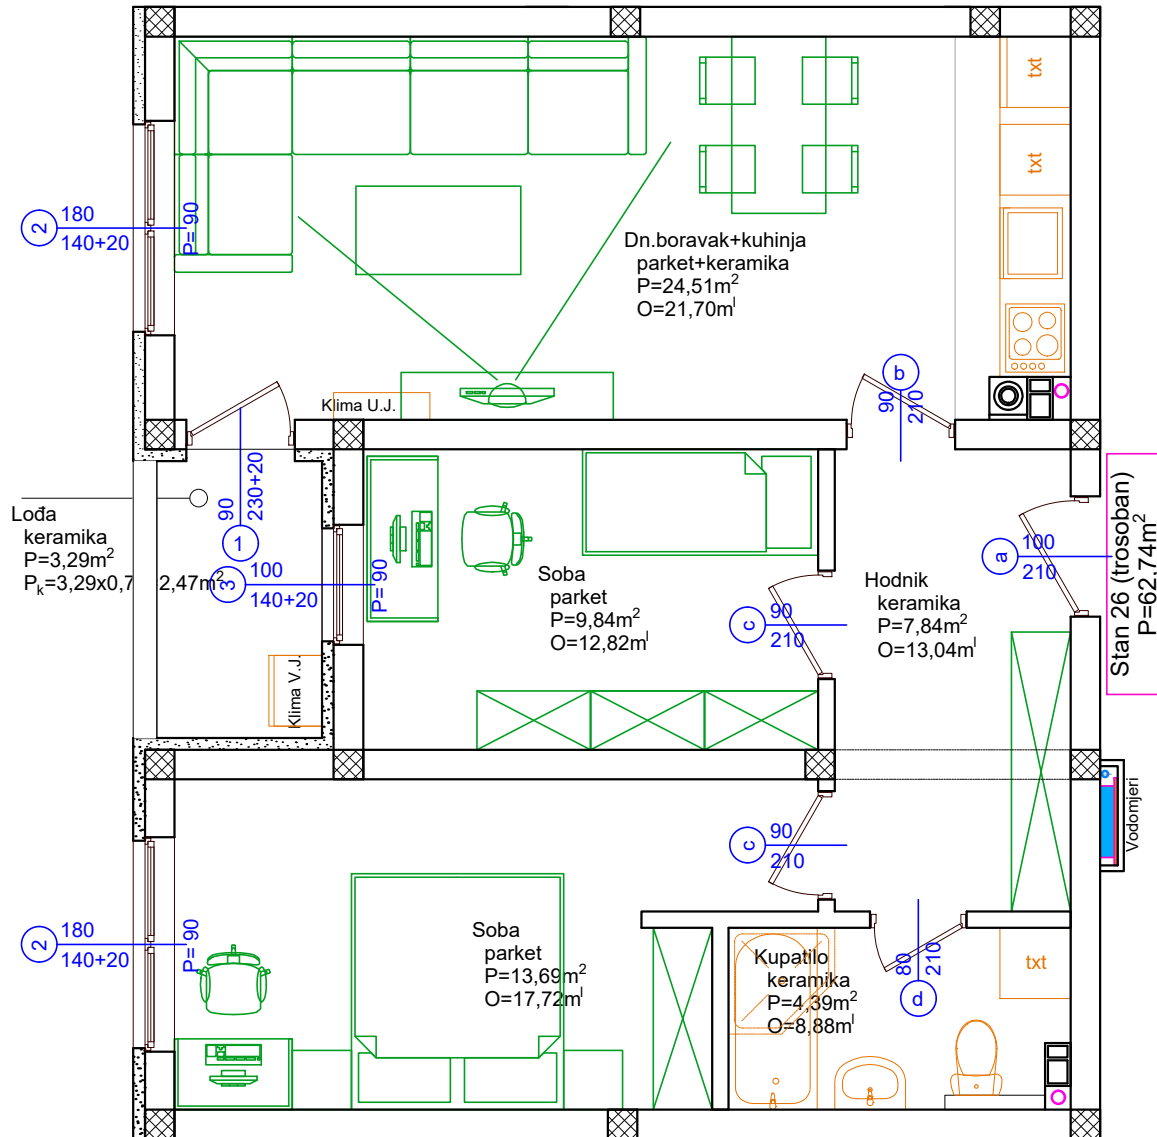 txt
txt
2
180
140+20
P= 90
Dn.boravak+kuhinja
parket+keramika
P=24,51m²
O=21,70mˡ
b
90
210
Klima U.J.
Lođa
keramika
P=3,29m²
Pₖ=3,29x0,7 2,47m²
90
230+20
1
3
100
140+20
P= 90
Soba
parket
P=9,84m²
O=12,82mˡ
c
90
210
Hodnik
keramika
P=7,84m²
O=13,04mˡ
a
100
210
Stan 26 (trosoban)
P=62.74m²
Klima V.J.
Vodomjeri
c
90
210
2
180
140+20
P= 90
Soba
parket
P=13,69m²
O=17,72mˡ
Kupatilo
keramika
P=4,39m²
O=8,88mˡ
80
210
d
txt